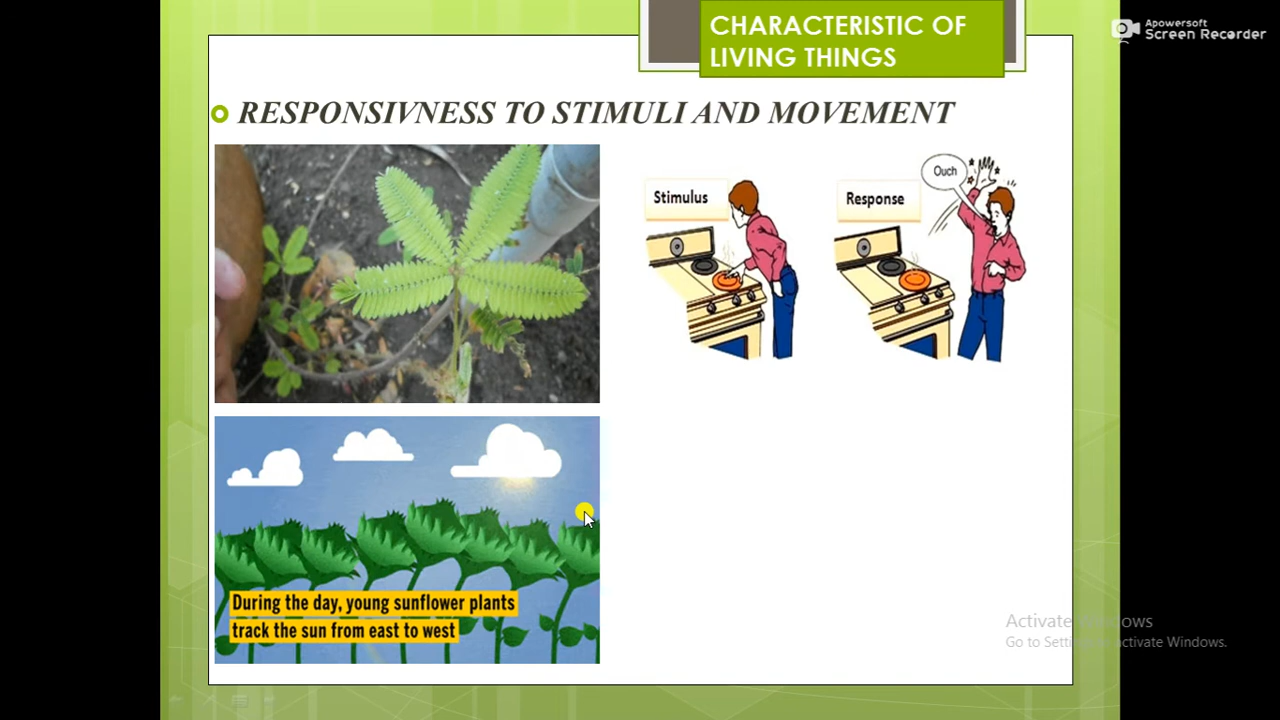 CHARACTERISTIC OF
LIVING THINGS
Apowersoft
Screen Recorder
RESPONSIVNESS TO STIMULI AND MOVEMENT
Stimulus
Response
Ouch
During the day, young sunflower plants
track the sun from east to west
Activate Windows
Go to Settings to activate Windows.